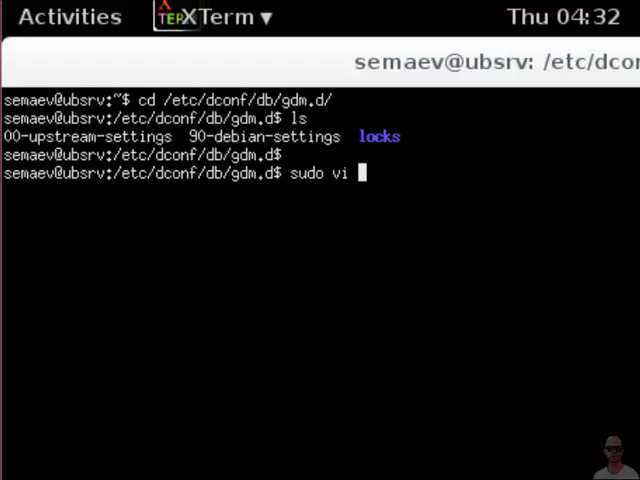 Activities XTerm ▾ Thu 04:32
semaev@ubsrv: /etc/dco
semaev@ubsrv:~$ cd /etc/dconf/db/gdm.d/
semaev@ubsrv:/etc/dconf/db/gdm.d$ ls
00-upstream-settings 90-debian-settings locks
semaev@ubsrv:/etc/dconf/db/gdm.d$
semaev@ubsrv:/etc/dconf/db/gdm.d$ sudo vi